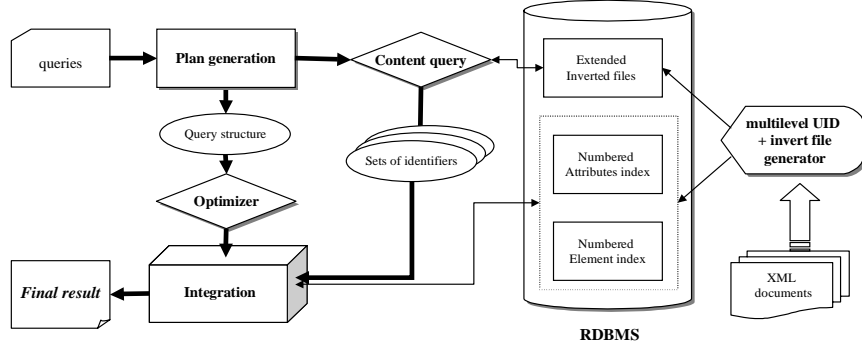 queries
Plan generation
Content query
Extended
Inverted files
Query structure
Sets of identifiers
Numbered
Attributes index
multilevel UID
+ invert file
generator
Optimizer
Numbered
Element index
Final result
Integration
XML
documents
RDBMS